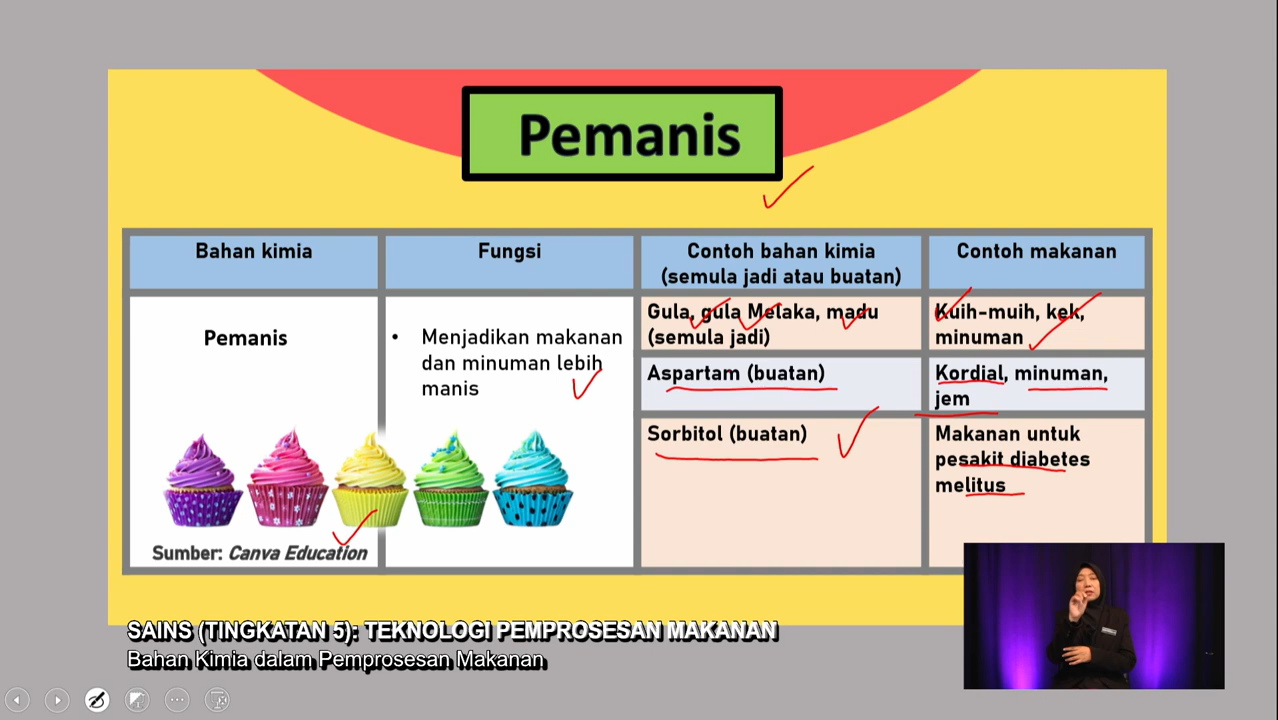 Pemanis
Bahan kimia
Fungsi
Contoh bahan kimia
(semula jadi atau buatan)
Contoh makanan
Pemanis
• Menjadikan makanan
dan minuman lebih
manis
Gula, gula Melaka, madu
(semula jadi)
Kuih-muih, kek,
minuman
Aspartam (buatan)
Kordial, minuman,
jem
Sorbitol (buatan)
Makanan untuk
pesakit diabetes
melitus
Sumber: Canva Education
SAINS (TINGKATAN 5): TEKNOLOGI PEMPROSESAN MAKANAN
Bahan Kimia dalam Pemprosesan Makanan